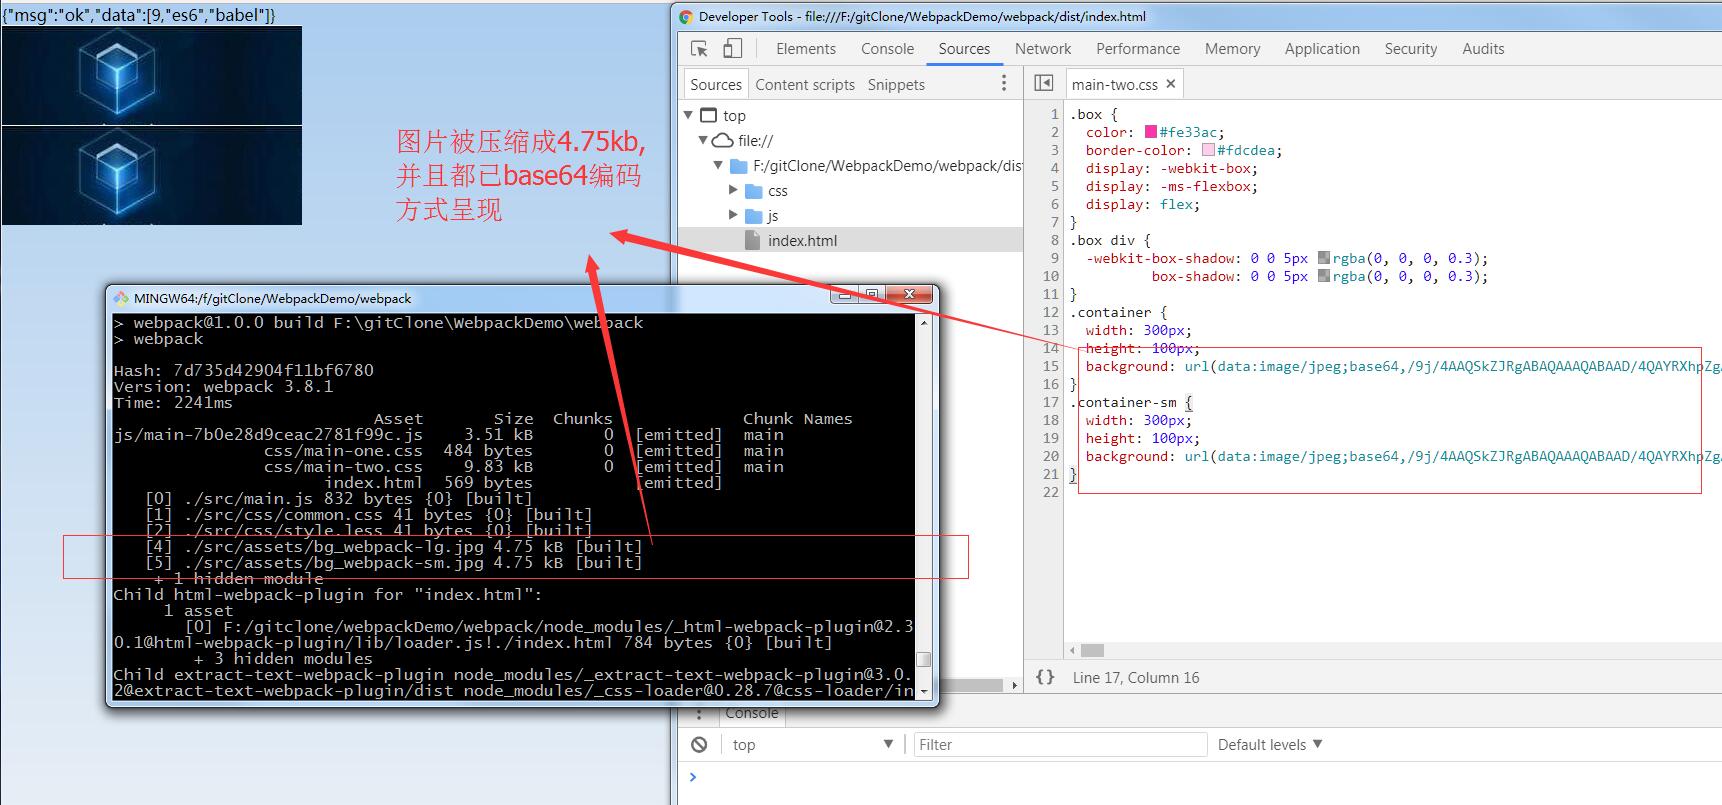 {"msg":"ok","data":[9,"es6","babel"]}
图片被压缩成4.75kb,
并且都已base64编码
方式呈现
MINGW64:/f/gitClone/WebpackDemo/webpack
> webpack@1.0.0 build F:\gitClone\WebpackDemo\webpack
> webpack
Hash: 7d735d42904f11bf6780
Version: webpack 3.8.1
Time: 2241ms
Asset Size Chunks Chunk Names
js/main-7b0e28d9ceac2781f99c.js 3.51 kB 0 [emitted] main
css/main-one.css 484 bytes 0 [emitted] main
css/main-two.css 9.83 kB 0 [emitted] main
index.html 569 bytes [emitted]
[0] ./src/main.js 832 bytes {0} [built]
[1] ./src/css/common.css 41 bytes {0} [built]
[2] ./src/css/style.less 41 bytes {0} [built]
[4] ./src/assets/bg_webpack-lg.jpg 4.75 kB [built]
[5] ./src/assets/bg_webpack-sm.jpg 4.75 kB [built]
+ 1 hidden module
Child html-webpack-plugin for "index.html":
1 asset
[0] F:/gitclone/webpackDemo/webpack/node_modules/_html-webpack-plugin@2.3
0.1@html-webpack-plugin/lib/loader.js!./index.html 784 bytes {0} [built]
+ 3 hidden modules
Child extract-text-webpack-plugin node_modules/_extract-text-webpack-plugin@3.0.
2@extract-text-webpack-plugin/dist node_modules/_css-loader@0.28.7@css-loader/in
Developer Tools - file:///F:/gitClone/WebpackDemo/webpack/dist/index.html
Elements Console Sources Network Performance Memory Application Security Audits
Sources Content scripts Snippets
top
file://
F:/gitClone/WebpackDemo/webpack/dis
css
js
index.html
main-two.css ×
1 .box {
2 color: #fe33ac;
3 border-color: #fdcdea;
4 display: -webkit-box;
5 display: -ms-flexbox;
6 display: flex;
7 }
8 .box div {
9 -webkit-box-shadow: 0 0 5px rgba(0, 0, 0, 0.3);
10 box-shadow: 0 0 5px rgba(0, 0, 0, 0.3);
11 }
12 .container {
13 width: 300px;
14 height: 100px;
15 background: url(data:image/jpeg;base64,/9j/4AAQSkZJRgABAQAAAQABAAD/4QAYRXhpZg
16 }
17 .container-sm {
18 width: 300px;
19 height: 100px;
20 background: url(data:image/jpeg;base64,/9j/4AAQSkZJRgABAQAAAQABAAD/4QAYRXhpZg
21 }
22
{} Line 17, Column 16
Console
top Filter Default levels
>